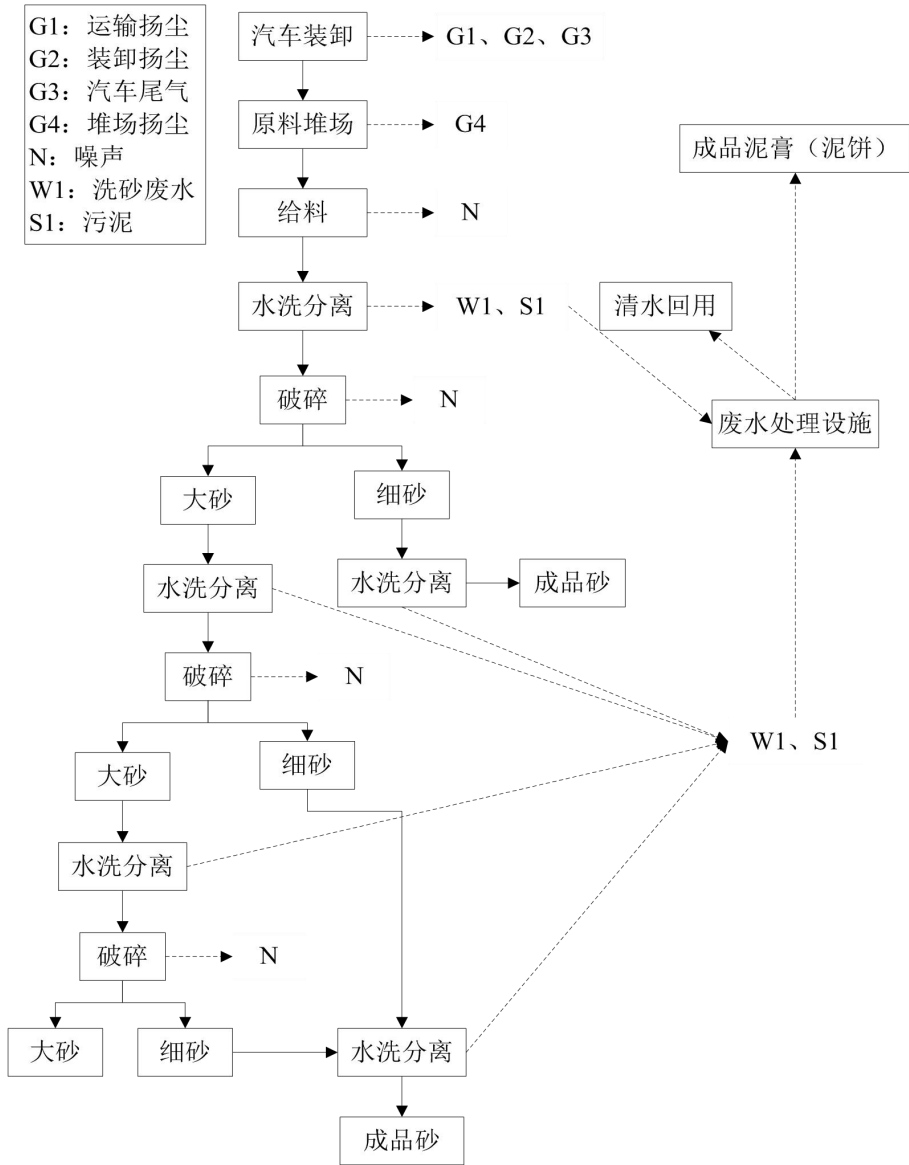 G1：运输扬尘
G2：装卸扬尘
G3：汽车尾气
G4：堆场扬尘
N：噪声
W1：洗砂废水
S1：污泥
汽车装卸
G1、G2、G3
原料堆场
G4
成品泥膏（泥饼）
给料
N
水洗分离
W1、S1
清水回用
破碎
N
废水处理设施
大砂
细砂
水洗分离
水洗分离
成品砂
破碎
N
大砂
细砂
W1、S1
水洗分离
破碎
N
大砂
细砂
水洗分离
成品砂